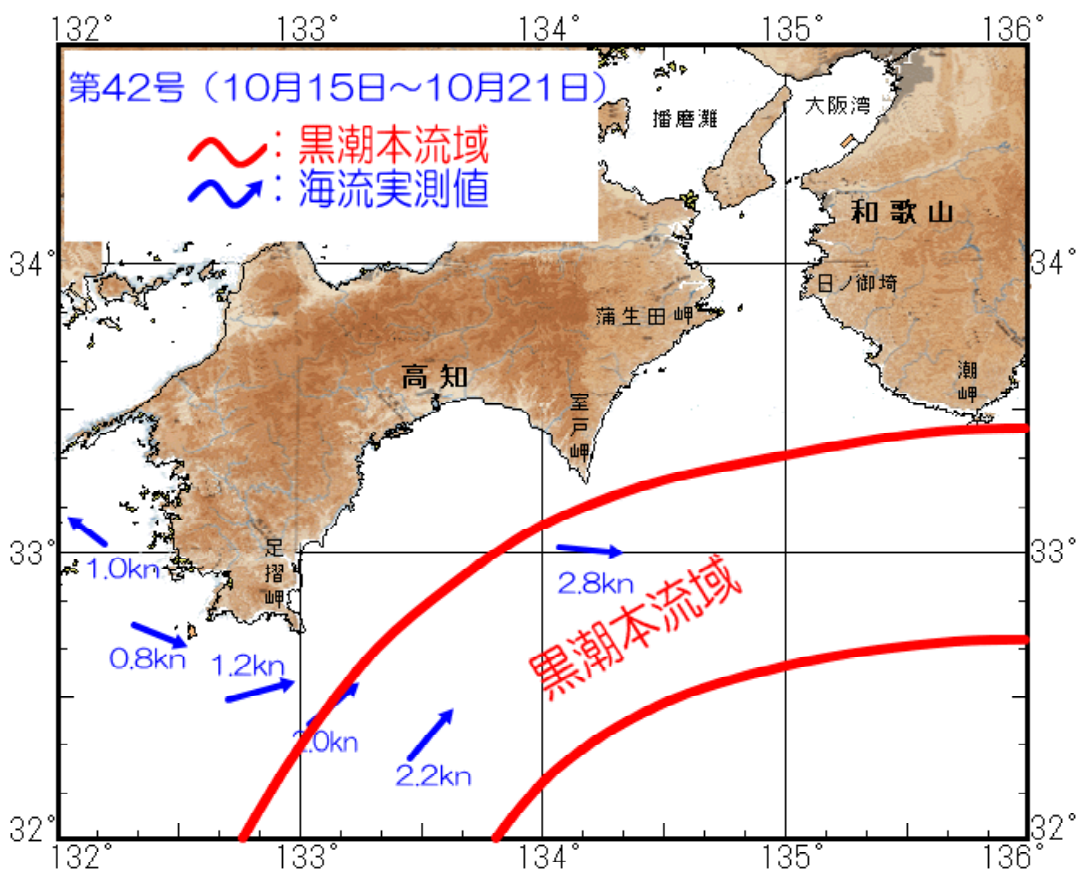 132° 133° 134° 135° 136°
第42号（10月15日～10月21日）
：黒潮本流域
：海流実測値
播磨灘
大阪湾
和歌山
34° 34°
日ノ御埼
蒲生田岬
高知
潮岬
室戸岬
足摺岬
33° 33°
1.0kn
2.8kn
黒潮本流域
0.8kn
1.2kn
2.0kn
2.2kn
32° 32°
132° 133° 134° 135° 136°